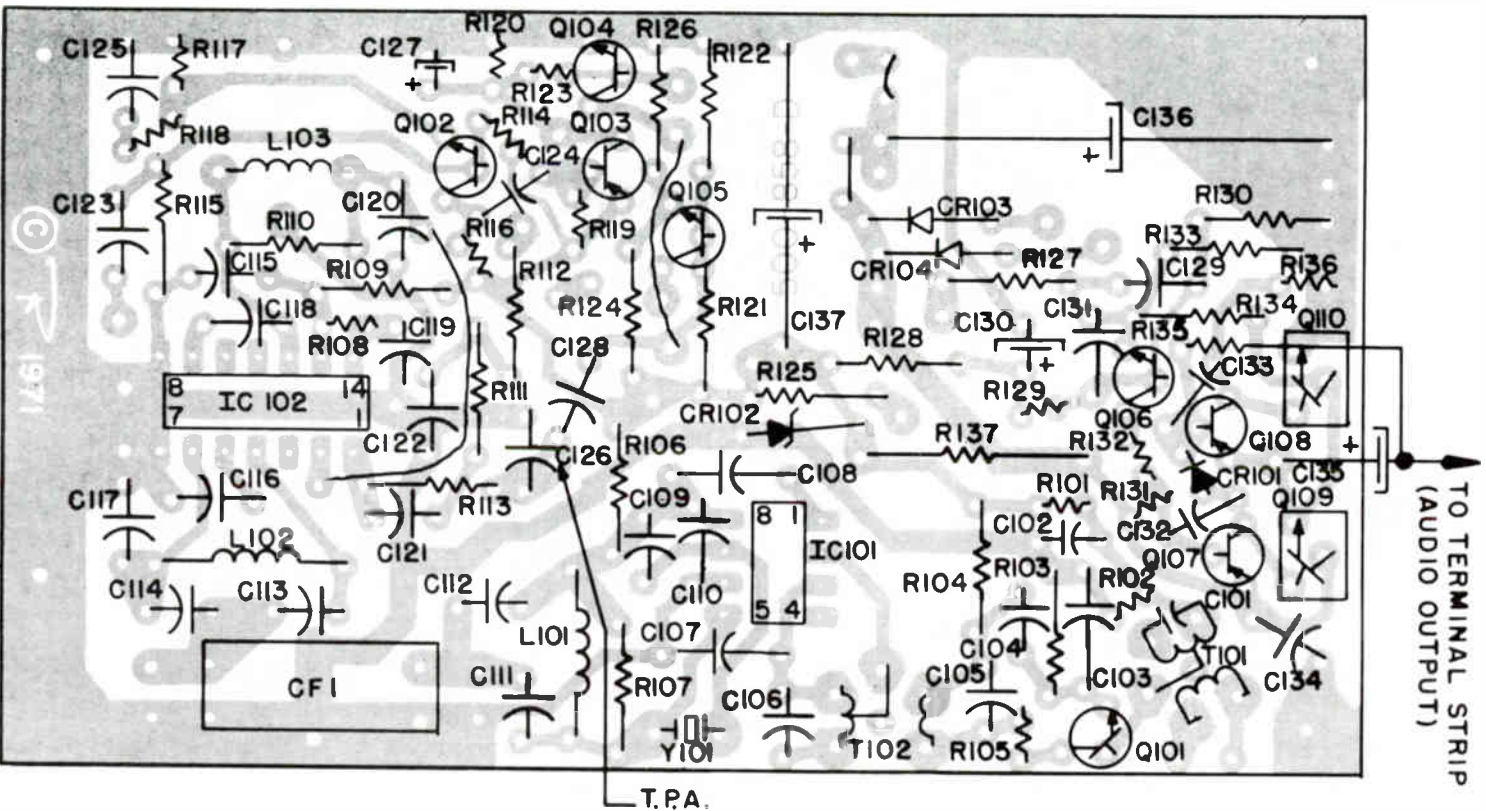 C125
R117
C127
R120
Q104
R126
R122
R123
R118
L103
Q102
R114
Q103
C124
C136
C123
R115
R110
C120
R116
R119
Q105
CR103
R130
C115
R109
R112
CR104
R127
R133
C129
R136
C118
R108
C119
R124
R121
C137
C130
C131
R134
R135
Q110
C128
R128
C133
8 14
IC 102
7 1
R111
R125
R129
C122
CR102
Q106
Q108
R106
R137
R132
C126
C108
CR101
C135
C117
C116
R113
C109
8 1
IC101
5 4
R101
R131
Q109
C102
C132
C121
L102
C110
R104
R103
R102
Q107
C114
C113
C112
C101
L101
C107
C104
T101
CF1
C111
R107
C106
C105
C103
C134
Y101
T102
R105
Q101
T.P.A.
TO TERMINAL STRIP
(AUDIO OUTPUT)
©
1971
+
+
+
+
+